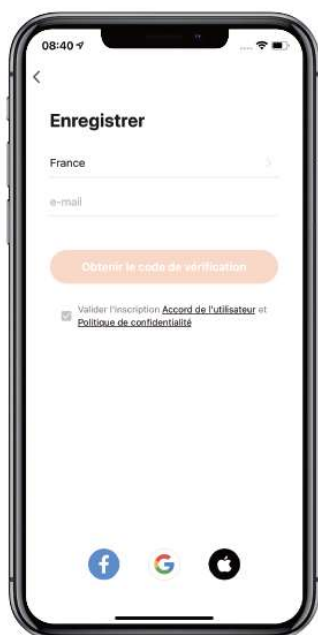 08:40
Enregistrer
France
e-mail
Obtenir le code de vérification
Valider l'inscription Accord de l'utilisateur et
Politique de confidentialité